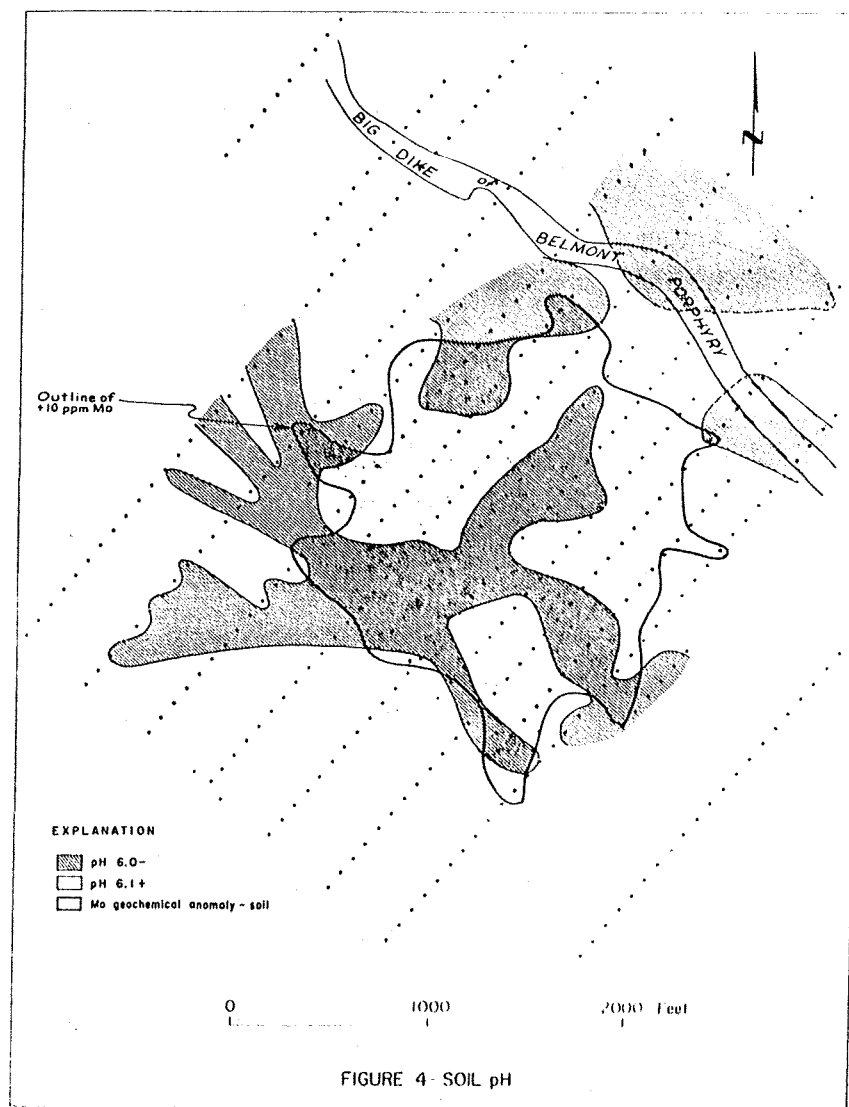 N
BIG
DIKE
OF
BELMONT
PORPHYRY
Outline of
+10 ppm Mo
EXPLANATION
pH 6.0-
pH 6.1+
Mo geochemical anomaly - soil
0 1000 2000 Feet
FIGURE 4- SOIL pH